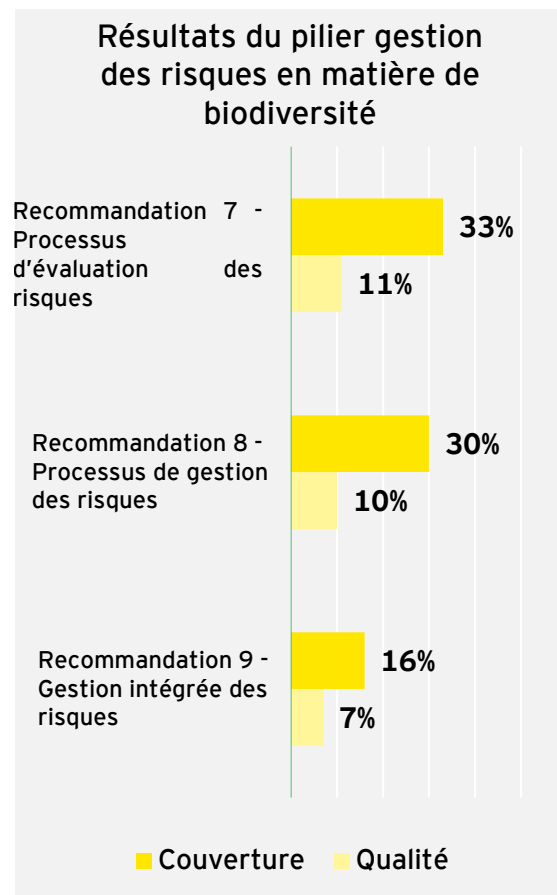 Résultats du pilier gestion
des risques en matière de
biodiversité
Recommandation 7 -
Processus
d'évaluation des
risques
33%
11%
Recommandation 8 -
Processus de gestion
des risques
30%
10%
Recommandation 9 -
Gestion intégrée des
risques
16%
7%
Couverture Qualité